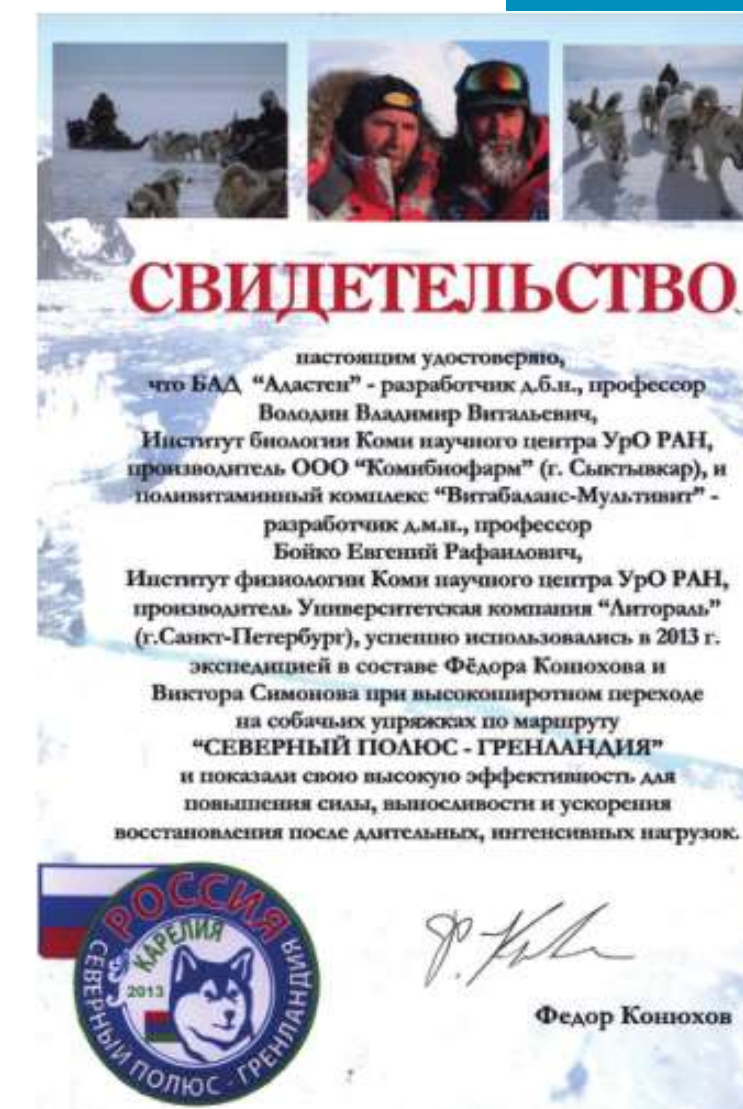 СВИДЕТЕЛЬСТВО
настоящим удостоверяю,
что БАД "Адастен" - разработчик д.б.н., профессор
Володин Владимир Витальевич,
Институт биологии Коми научного центра УрО РАН,
производитель ООО "Комибиофарм" (г. Сыктывкар), и
поливитаминный комплекс "Витабаланс-Мультивит" -
разработчик д.м.н., профессор
Бойко Евгений Рафаилович,
Институт физиологии Коми научного центра УрО РАН,
производитель Университетская компания "Литораль"
(г.Санкт-Петербург), успешно использовались в 2013 г.
экспедицией в составе Фёдора Конюхова и
Виктора Симонова при высокоширотном переходе
на собачьих упряжках по маршруту
"СЕВЕРНЫЙ ПОЛЮС - ГРЕНЛАНДИЯ"
и показали свою высокую эффективность для
повышения силы, выносливости и ускорения
восстановления после длительных, интенсивных нагрузок.
РОССИЯ
КАРЕЛИЯ
2013
СЕВЕРНЫЙ ПОЛЮС - ГРЕНЛАНДИЯ
Федор Конюхов